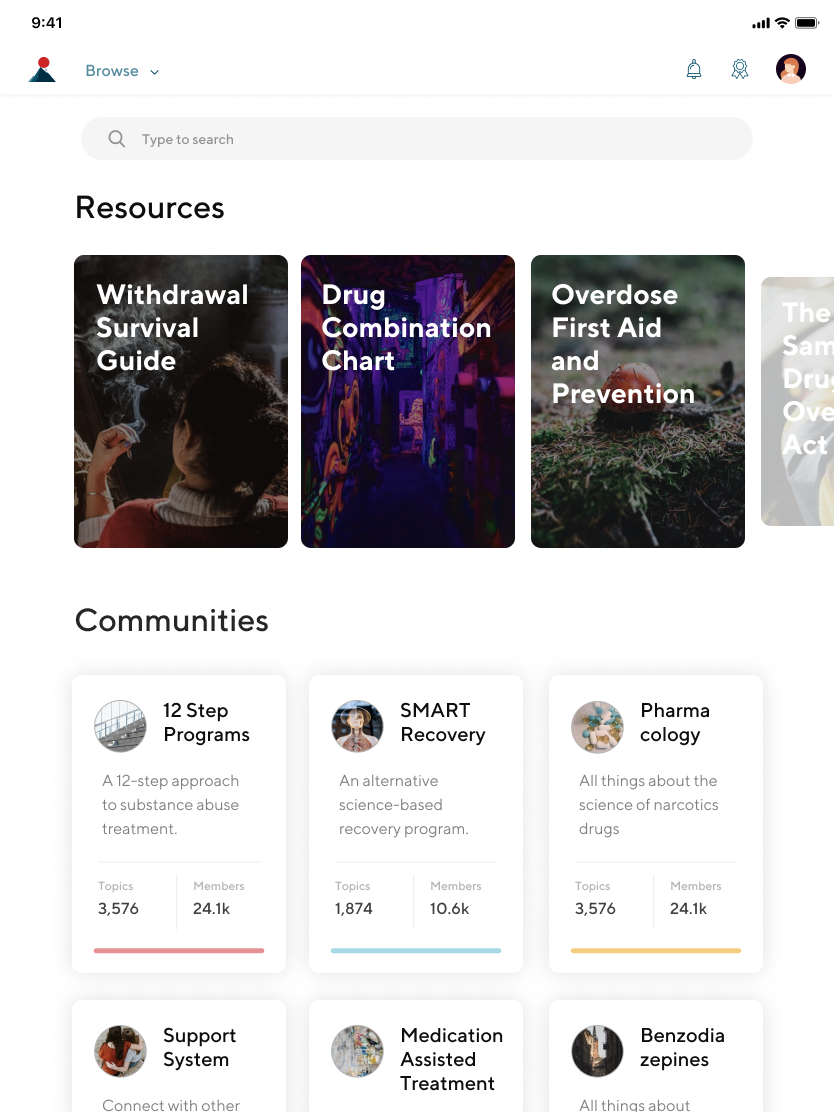 9:41
Browse
Type to search
Resources
Withdrawal
Survival
Guide
Drug
Combination
Chart
Overdose
First Aid
and
Prevention
The
Sam
Dru
Ove
Act
Communities
12 Step
Programs
A 12-step approach
to substance abuse
treatment.
Topics
3,576
Members
24.1k
SMART
Recovery
An alternative
science-based
recovery program.
Topics
1,874
Members
10.6k
Pharma
cology
All things about the
science of narcotics
drugs
Topics
3,576
Members
24.1k
Support
System
Connect with other
Medication
Assisted
Treatment
Benzodia
zepines
All things about